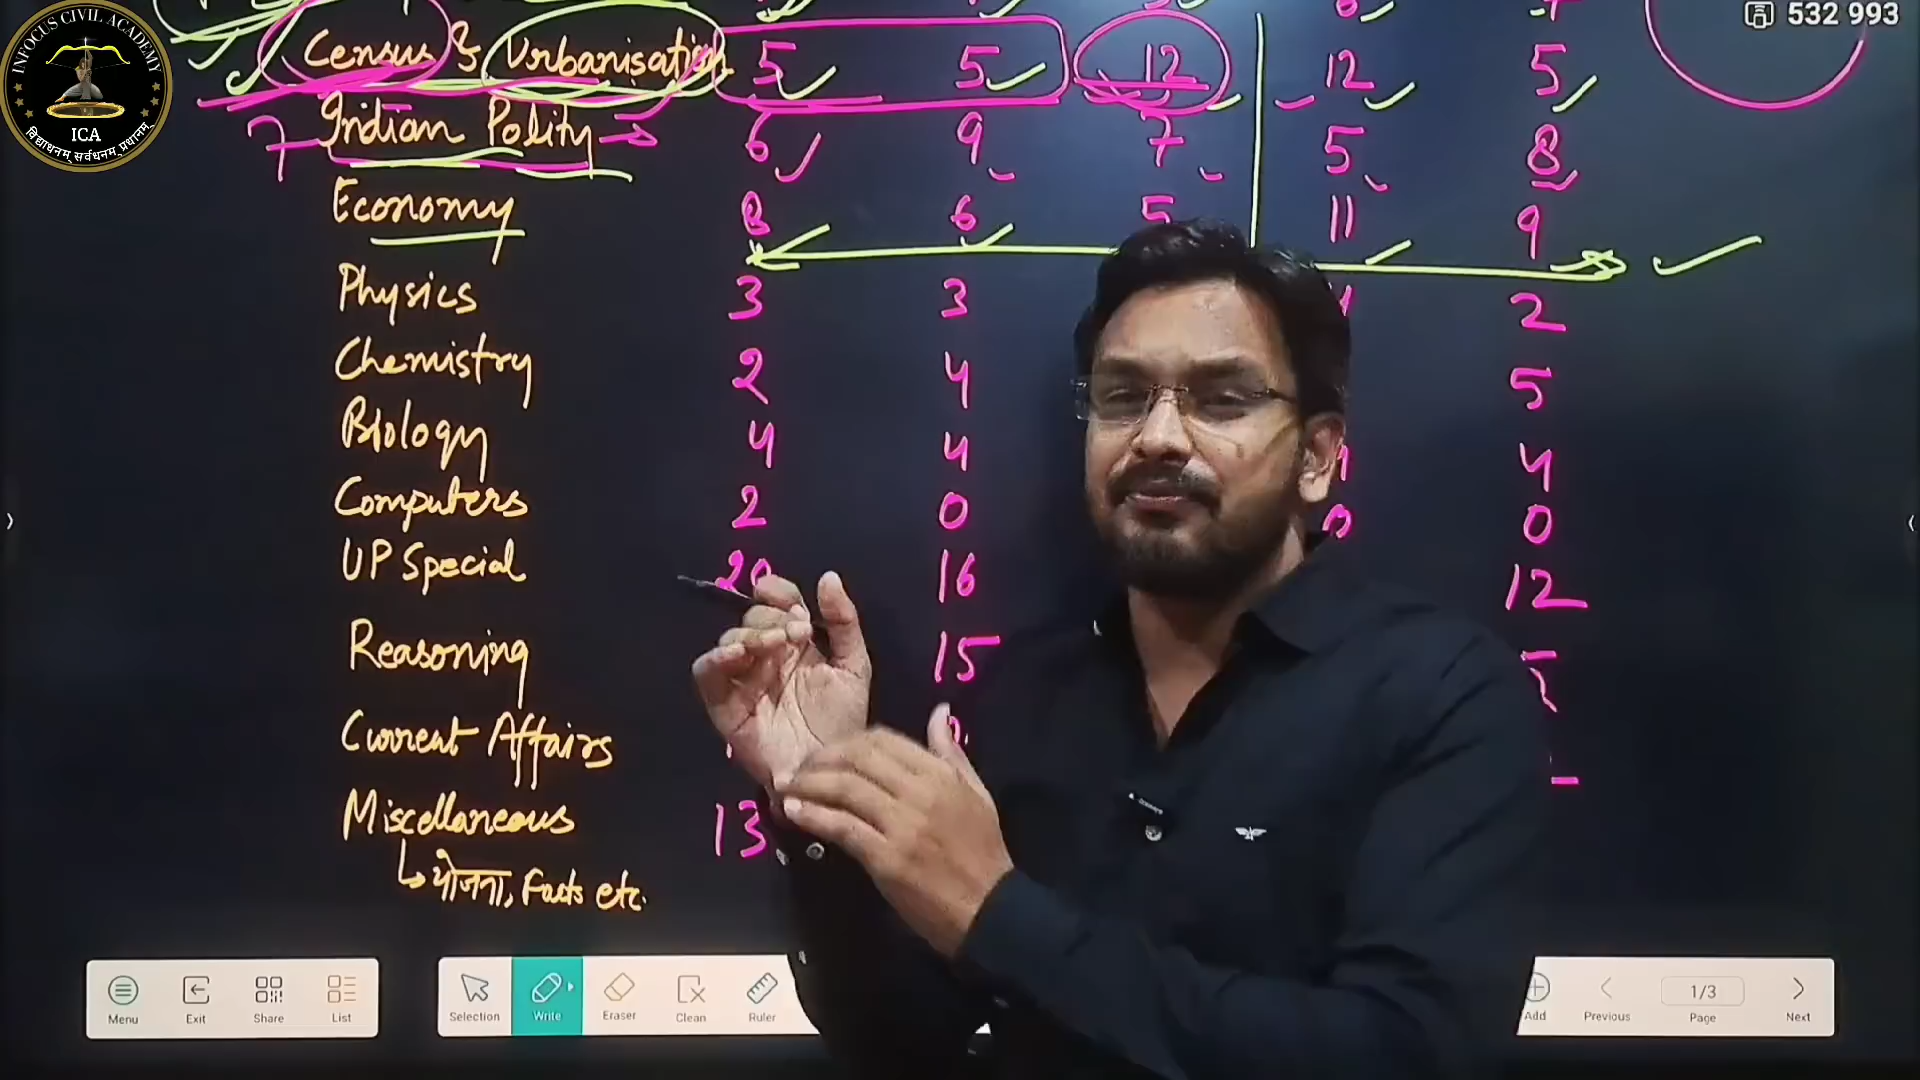 INFOCUS CIVIL ACADEMY
ICA
विद्याधनम् सर्वधनम् प्रधानम्
532 993
Census & Urbanisation 5 5 12 12 5
7 Indian Polity → 6 9 7 5 8
Economy 8 6 5 11 9
Physics 3 3 2
Chemistry 2 4 5
Biology 4 4 4
Computers 2 0 0 0
UP Special 20 16 12
Reasoning 15
Current Affairs
Miscellaneous 13
↳ योजना, Facts etc.
Menu Exit Share List Selection Write Eraser Clean Ruler Add Previous 1/3 Page Next